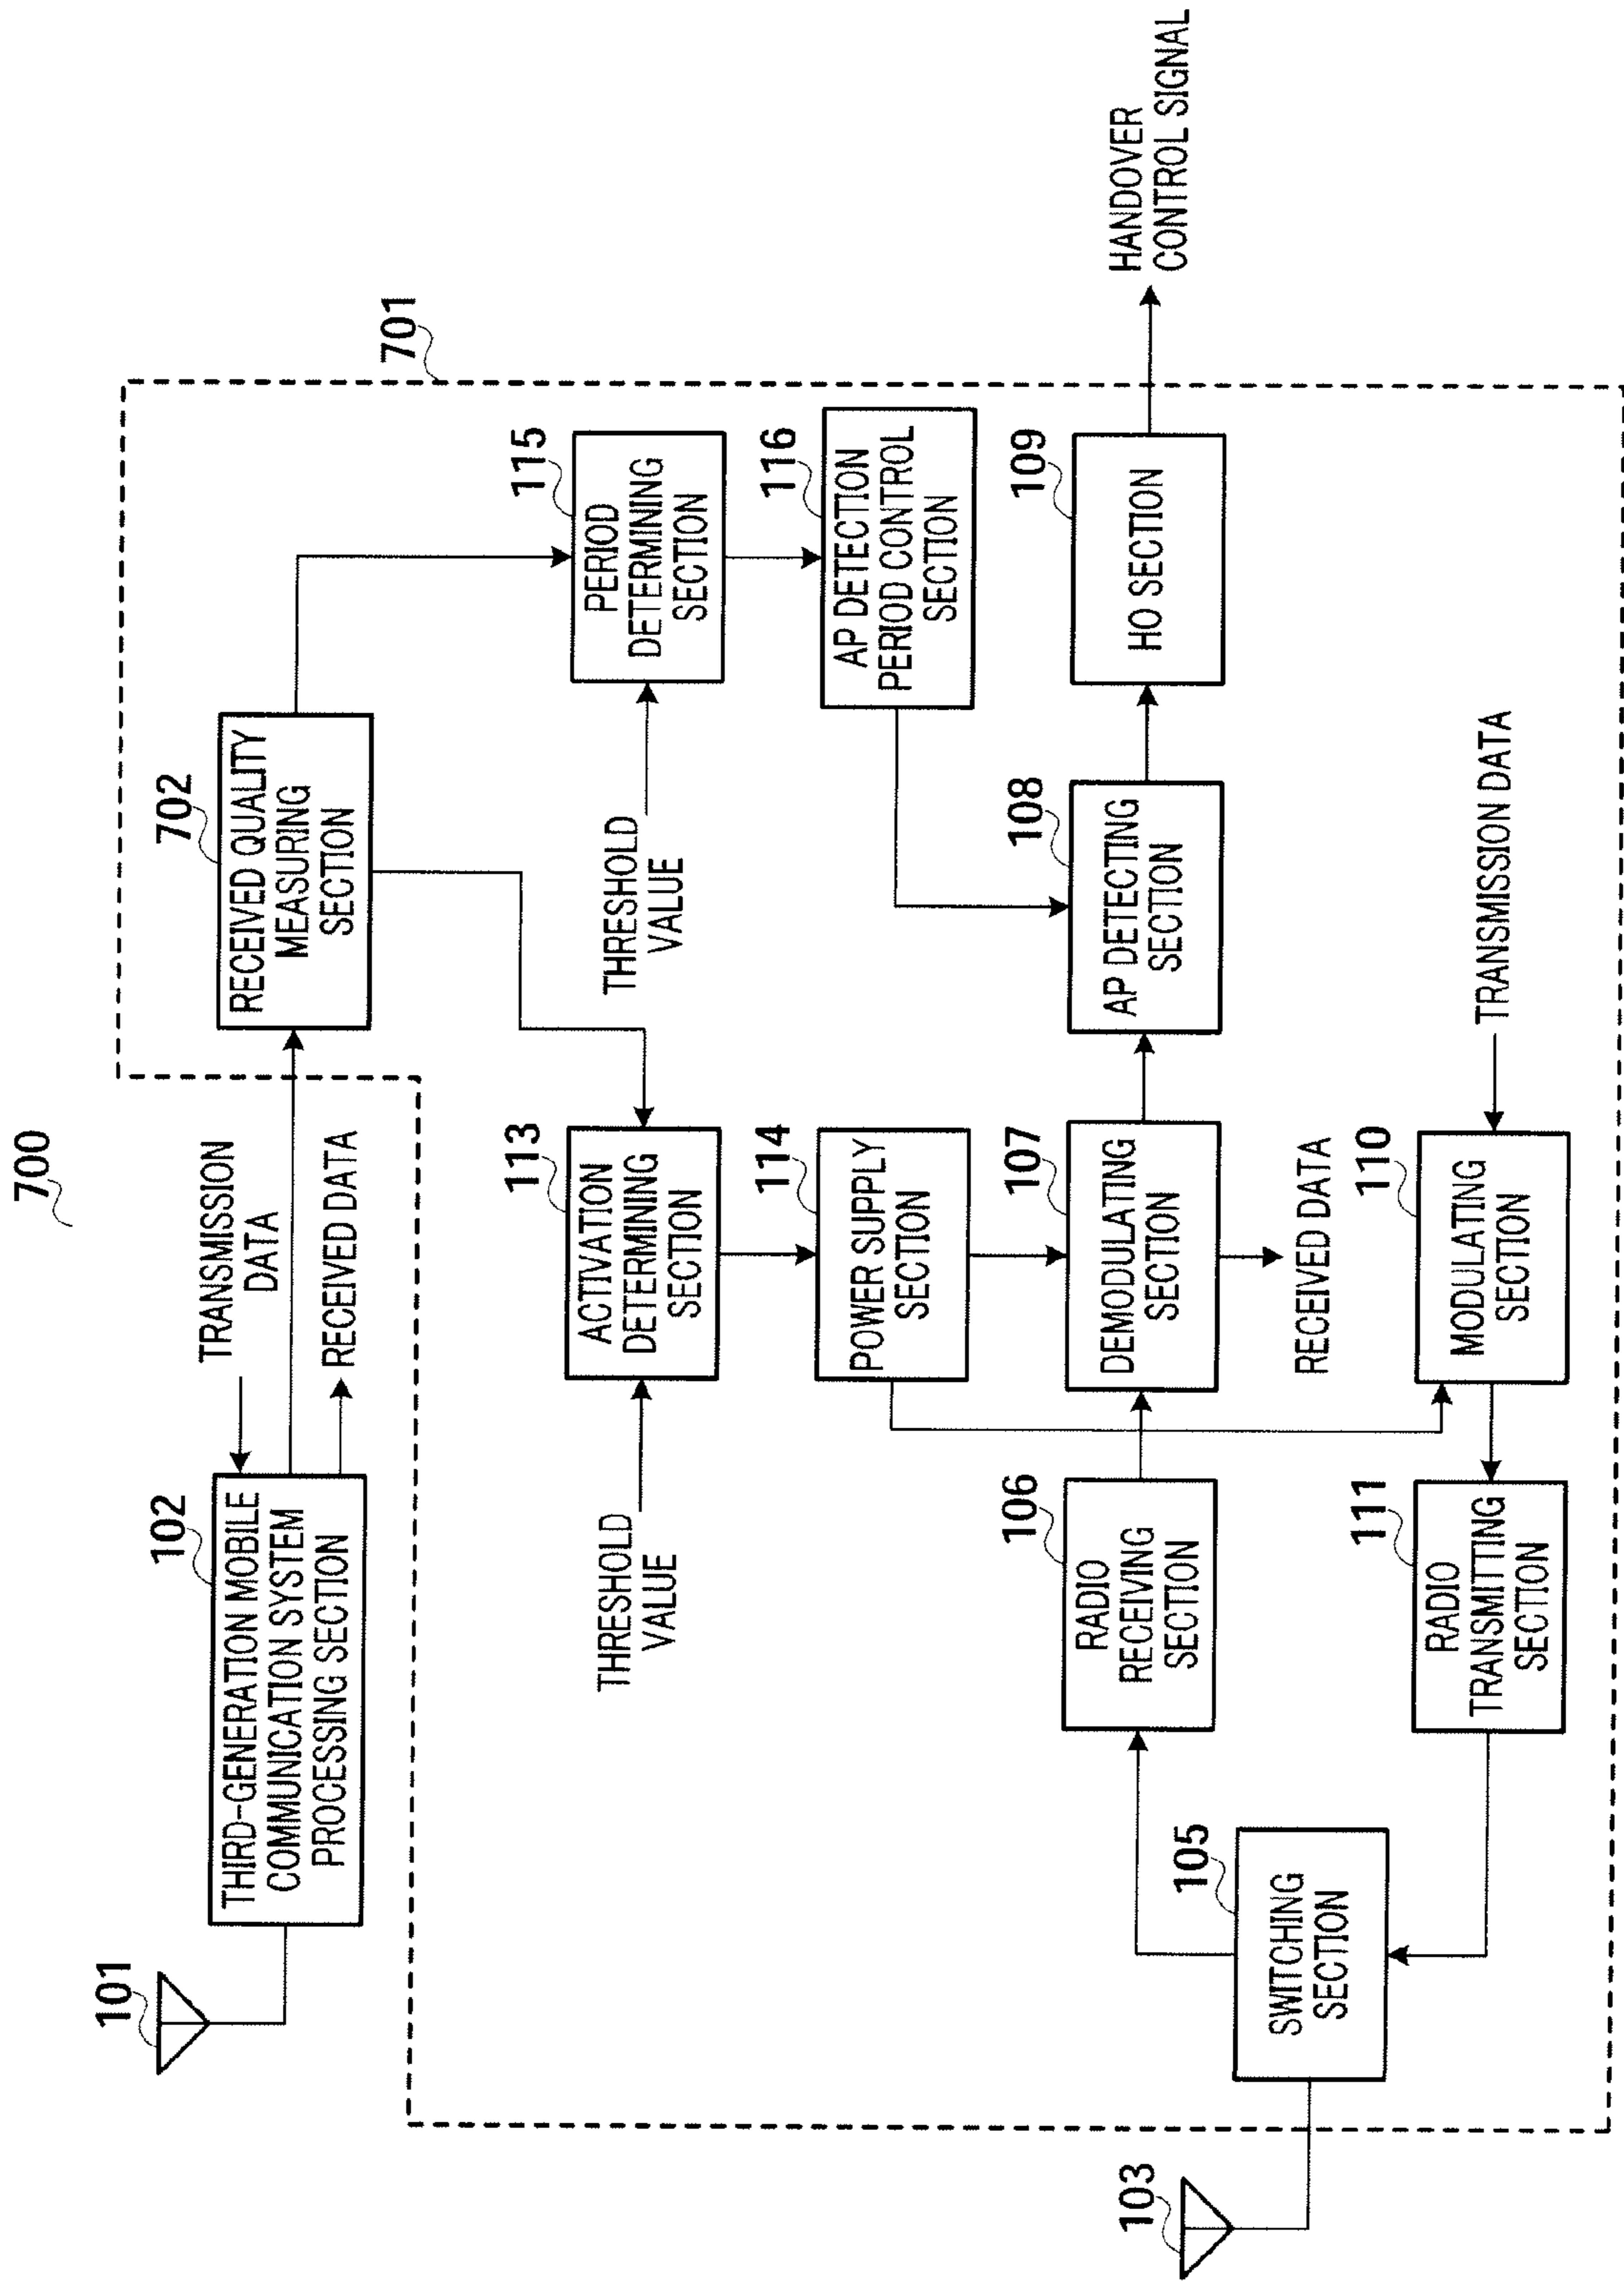 700
101
102
THIRD-GENERATION MOBILE
COMMUNICATION SYSTEM
PROCESSING SECTION
TRANSMISSION
DATA
RECEIVED DATA
702
RECEIVED QUALITY
MEASURING
SECTION
701
THRESHOLD
VALUE
113
ACTIVATION
DETERMINING
SECTION
THRESHOLD
VALUE
115
PERIOD
DETERMINING
SECTION
114
POWER SUPPLY
SECTION
116
AP DETECTION
PERIOD CONTROL
SECTION
103
105
SWITCHING
SECTION
106
RADIO
RECEIVING
SECTION
107
DEMODULATING
SECTION
108
AP DETECTING
SECTION
109
HO SECTION
HANDOVER
CONTROL SIGNAL
RECEIVED DATA
111
RADIO
TRANSMITTING
SECTION
110
MODULATING
SECTION
TRANSMISSION DATA